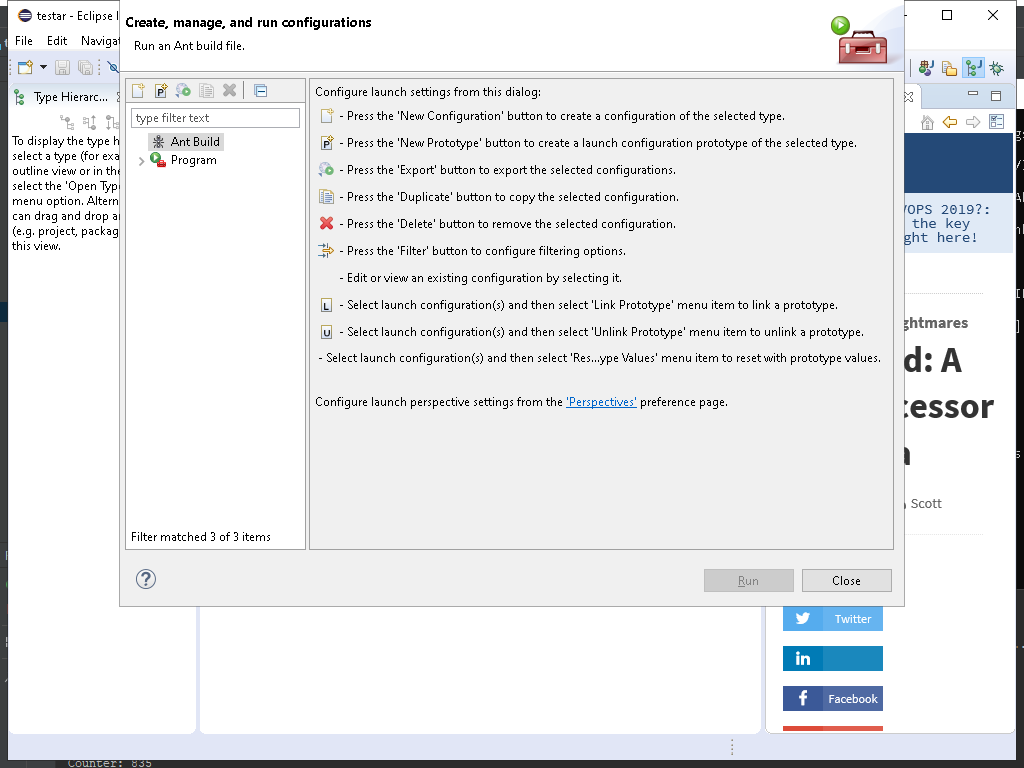 testar - Eclipse I
File Edit Navigat
Create, manage, and run configurations
Run an Ant build file.
Type Hierarc...
To display the type h
select a type (for exa
outline view or in the
select the 'Open Type
menu option. Altern
can drag and drop an
(e.g. project, packag
this view.
type filter text
Ant Build
Program
Filter matched 3 of 3 items
Configure launch settings from this dialog:
- Press the 'New Configuration' button to create a configuration of the selected type.
- Press the 'New Prototype' button to create a launch configuration prototype of the selected type.
- Press the 'Export' button to export the selected configurations.
- Press the 'Duplicate' button to copy the selected configuration.
- Press the 'Delete' button to remove the selected configuration.
- Press the 'Filter' button to configure filtering options.
- Edit or view an existing configuration by selecting it.
L - Select launch configuration(s) and then select 'Link Prototype' menu item to link a prototype.
U - Select launch configuration(s) and then select 'Unlink Prototype' menu item to unlink a prototype.
- Select launch configuration(s) and then select 'Res...ype Values' menu item to reset with prototype values.
Configure launch perspective settings from the 'Perspectives' preference page.
Run
Close
OPS 2019?:
the key
ght here!
ghtmares
d: A
cessor
a
Scott
Twitter
in
Facebook
Counter: 835